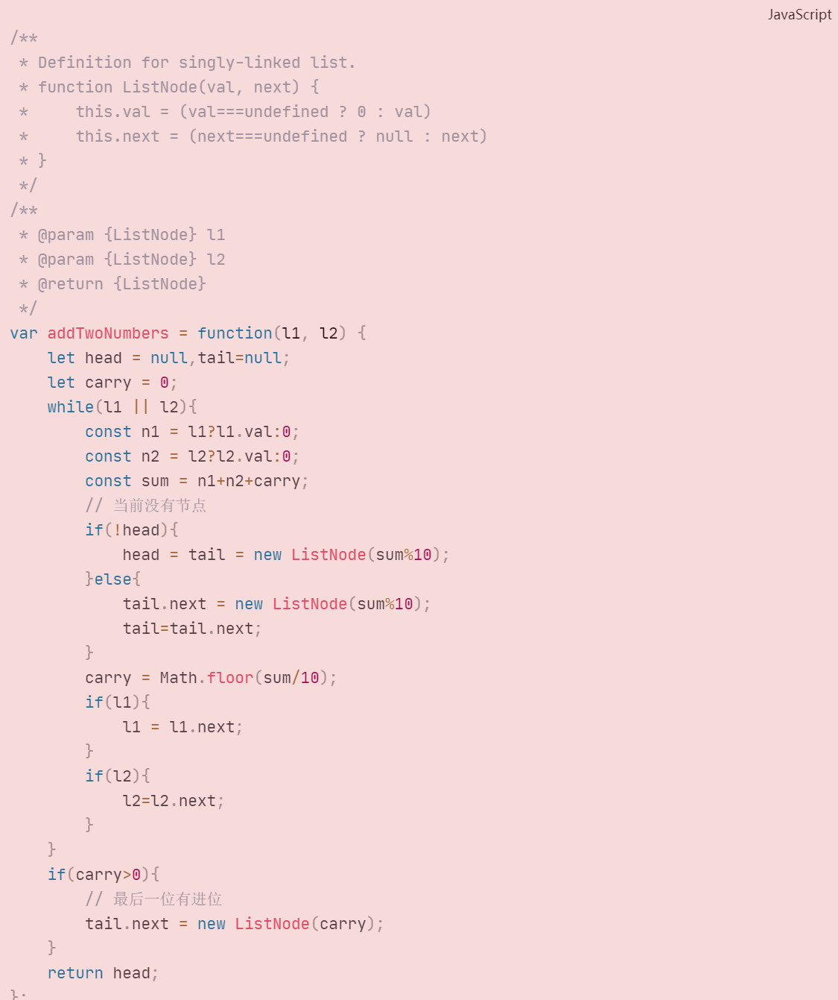 JavaScript
/**
 * Definition for singly-linked list.
 * function ListNode(val, next) {
 *     this.val = (val===undefined ? 0 : val)
 *     this.next = (next===undefined ? null : next)
 * }
 */
/**
 * @param {ListNode} l1
 * @param {ListNode} l2
 * @return {ListNode}
 */
var addTwoNumbers = function(l1, l2) {
    let head = null,tail=null;
    let carry = 0;
    while(l1 || l2){
        const n1 = l1?l1.val:0;
        const n2 = l2?l2.val:0;
        const sum = n1+n2+carry;
        // 当前没有节点
        if(!head){
            head = tail = new ListNode(sum%10);
        }else{
            tail.next = new ListNode(sum%10);
            tail=tail.next;
        }
        carry = Math.floor(sum/10);
        if(l1){
            l1 = l1.next;
        }
        if(l2){
            l2=l2.next;
        }
    }
    if(carry>0){
        // 最后一位有进位
        tail.next = new ListNode(carry);
    }
    return head;
};